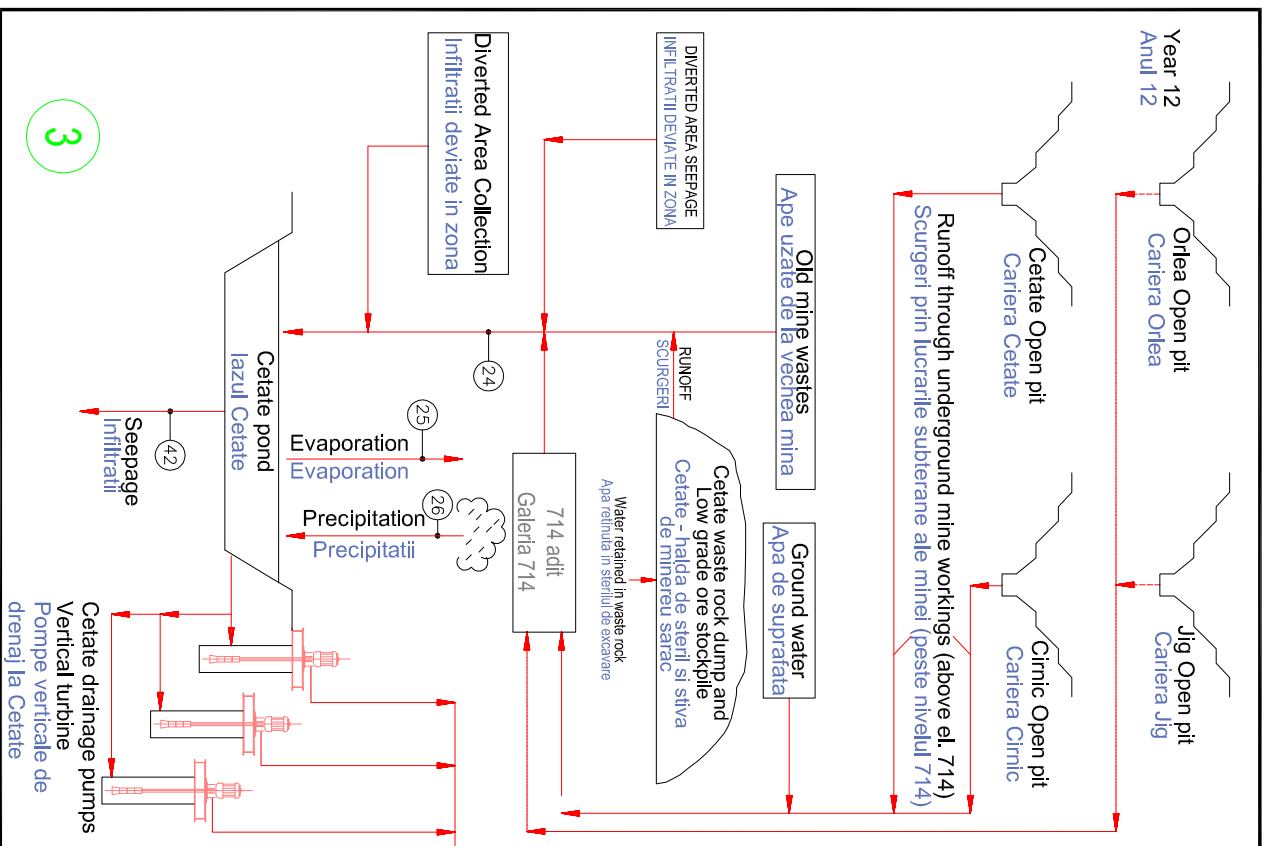 Year 12
Anul 12
Orlea Open pit
Cariera Orlea
Jig Open pit
Cariera Jig
Cetate Open pit
Cariera Cetate
Cirnic Open pit
Cariera Cirnic
Runoff through underground mine workings (above el. 714)
Scurgeri prin lucrarile subterane ale minei (peste nivelul 714)
Old mine wastes
Ape uzate de la vechea mina
Ground water
Apa de suprafata
DIVERTED AREA SEEPAGE
INFILTRATII DEVIATE IN ZONA
RUNOFF
SCURGERI
Cetate waste rock dump and
Low grade ore stockpile
Cetate - halda de steril si stiva
de minereu sarac
Water retained in waste rock
Apa retinuta in sterilul de excavare
Diverted Area Collection
Infiltratii deviate in zona
714 adit
Galeria 714
24
25
Evaporation
Evaporation
26
Precipitation
Precipitatii
Cetate pond
Iazul Cetate
42
Seepage
Infiltratii
Cetate drainage pumps
Vertical turbine
Pompe verticale de
drenaj la Cetate
3